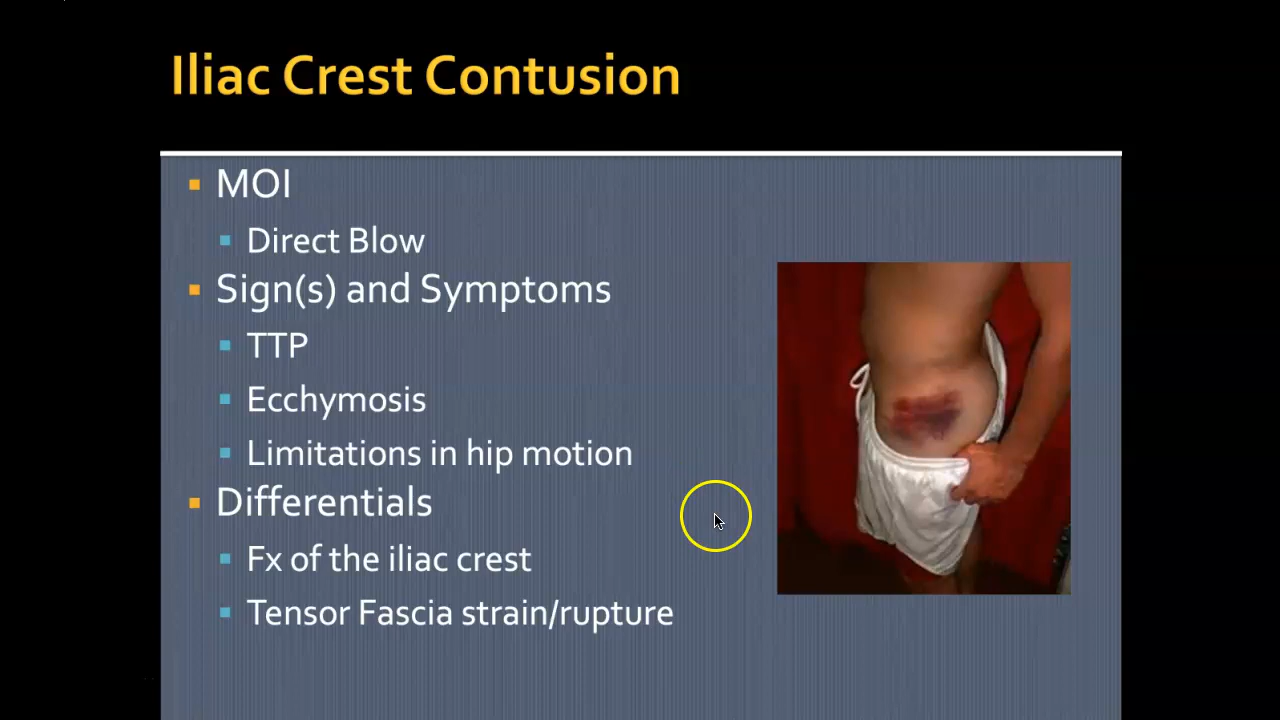 Iliac Crest Contusion
MOI
Direct Blow
Sign(s) and Symptoms
TTP
Ecchymosis
Limitations in hip motion
Differentials
Fx of the iliac crest
Tensor Fascia strain/rupture